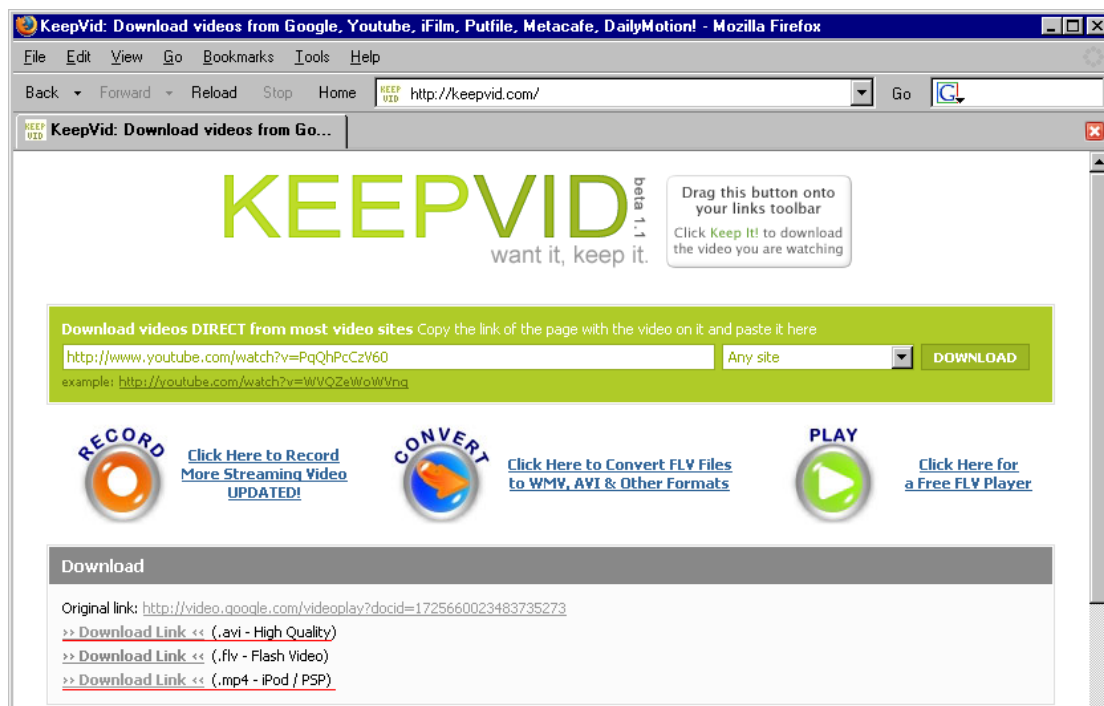 KeepVid: Download videos from Google, Youtube, iFilm, Putfile, Metacafe, DailyMotion! - Mozilla Firefox
File Edit View Go Bookmarks Tools Help
Back Forward Reload Stop Home KEEP VID http://keepvid.com/ Go G
KEEP VID KeepVid: Download videos from Go...
KEEPVID beta 1.1
want it, keep it.
Drag this button onto
your links toolbar
Click Keep It! to download
the video you are watching
Download videos DIRECT from most video sites Copy the link of the page with the video on it and paste it here
http://www.youtube.com/watch?v=PqQhPcCzV60 Any site DOWNLOAD
example: http://youtube.com/watch?v=WVQZeWoWVnq
RECORD
Click Here to Record
More Streaming Video
UPDATED!
CONVERT
Click Here to Convert FLV Files
to WMV, AVI & Other Formats
PLAY
Click Here for
a Free FLV Player
Download
Original link: http://video.google.com/videoplay?docid=1725660023483735273
>> Download Link << (.avi - High Quality)
>> Download Link << (.flv - Flash Video)
>> Download Link << (.mp4 - iPod / PSP)